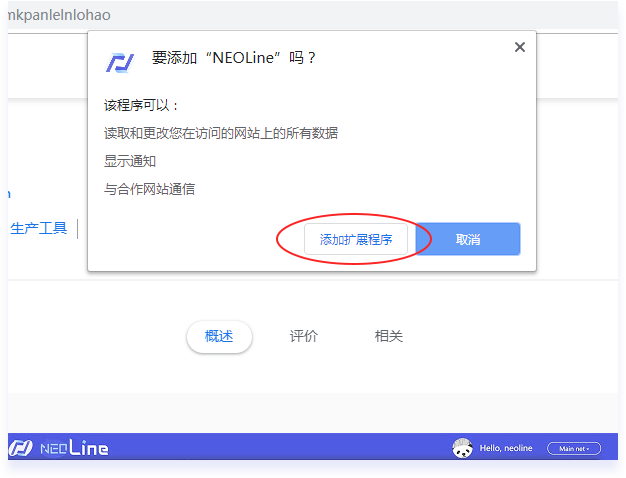 mkpanlelnlohao
要添加“NEOLine”吗？
该程序可以：
读取和更改您在访问的网站上的所有数据
显示通知
与合作网站通信
生产工具
添加扩展程序 取消
概述 评价 相关
NEOLine Hello, neoline Main net